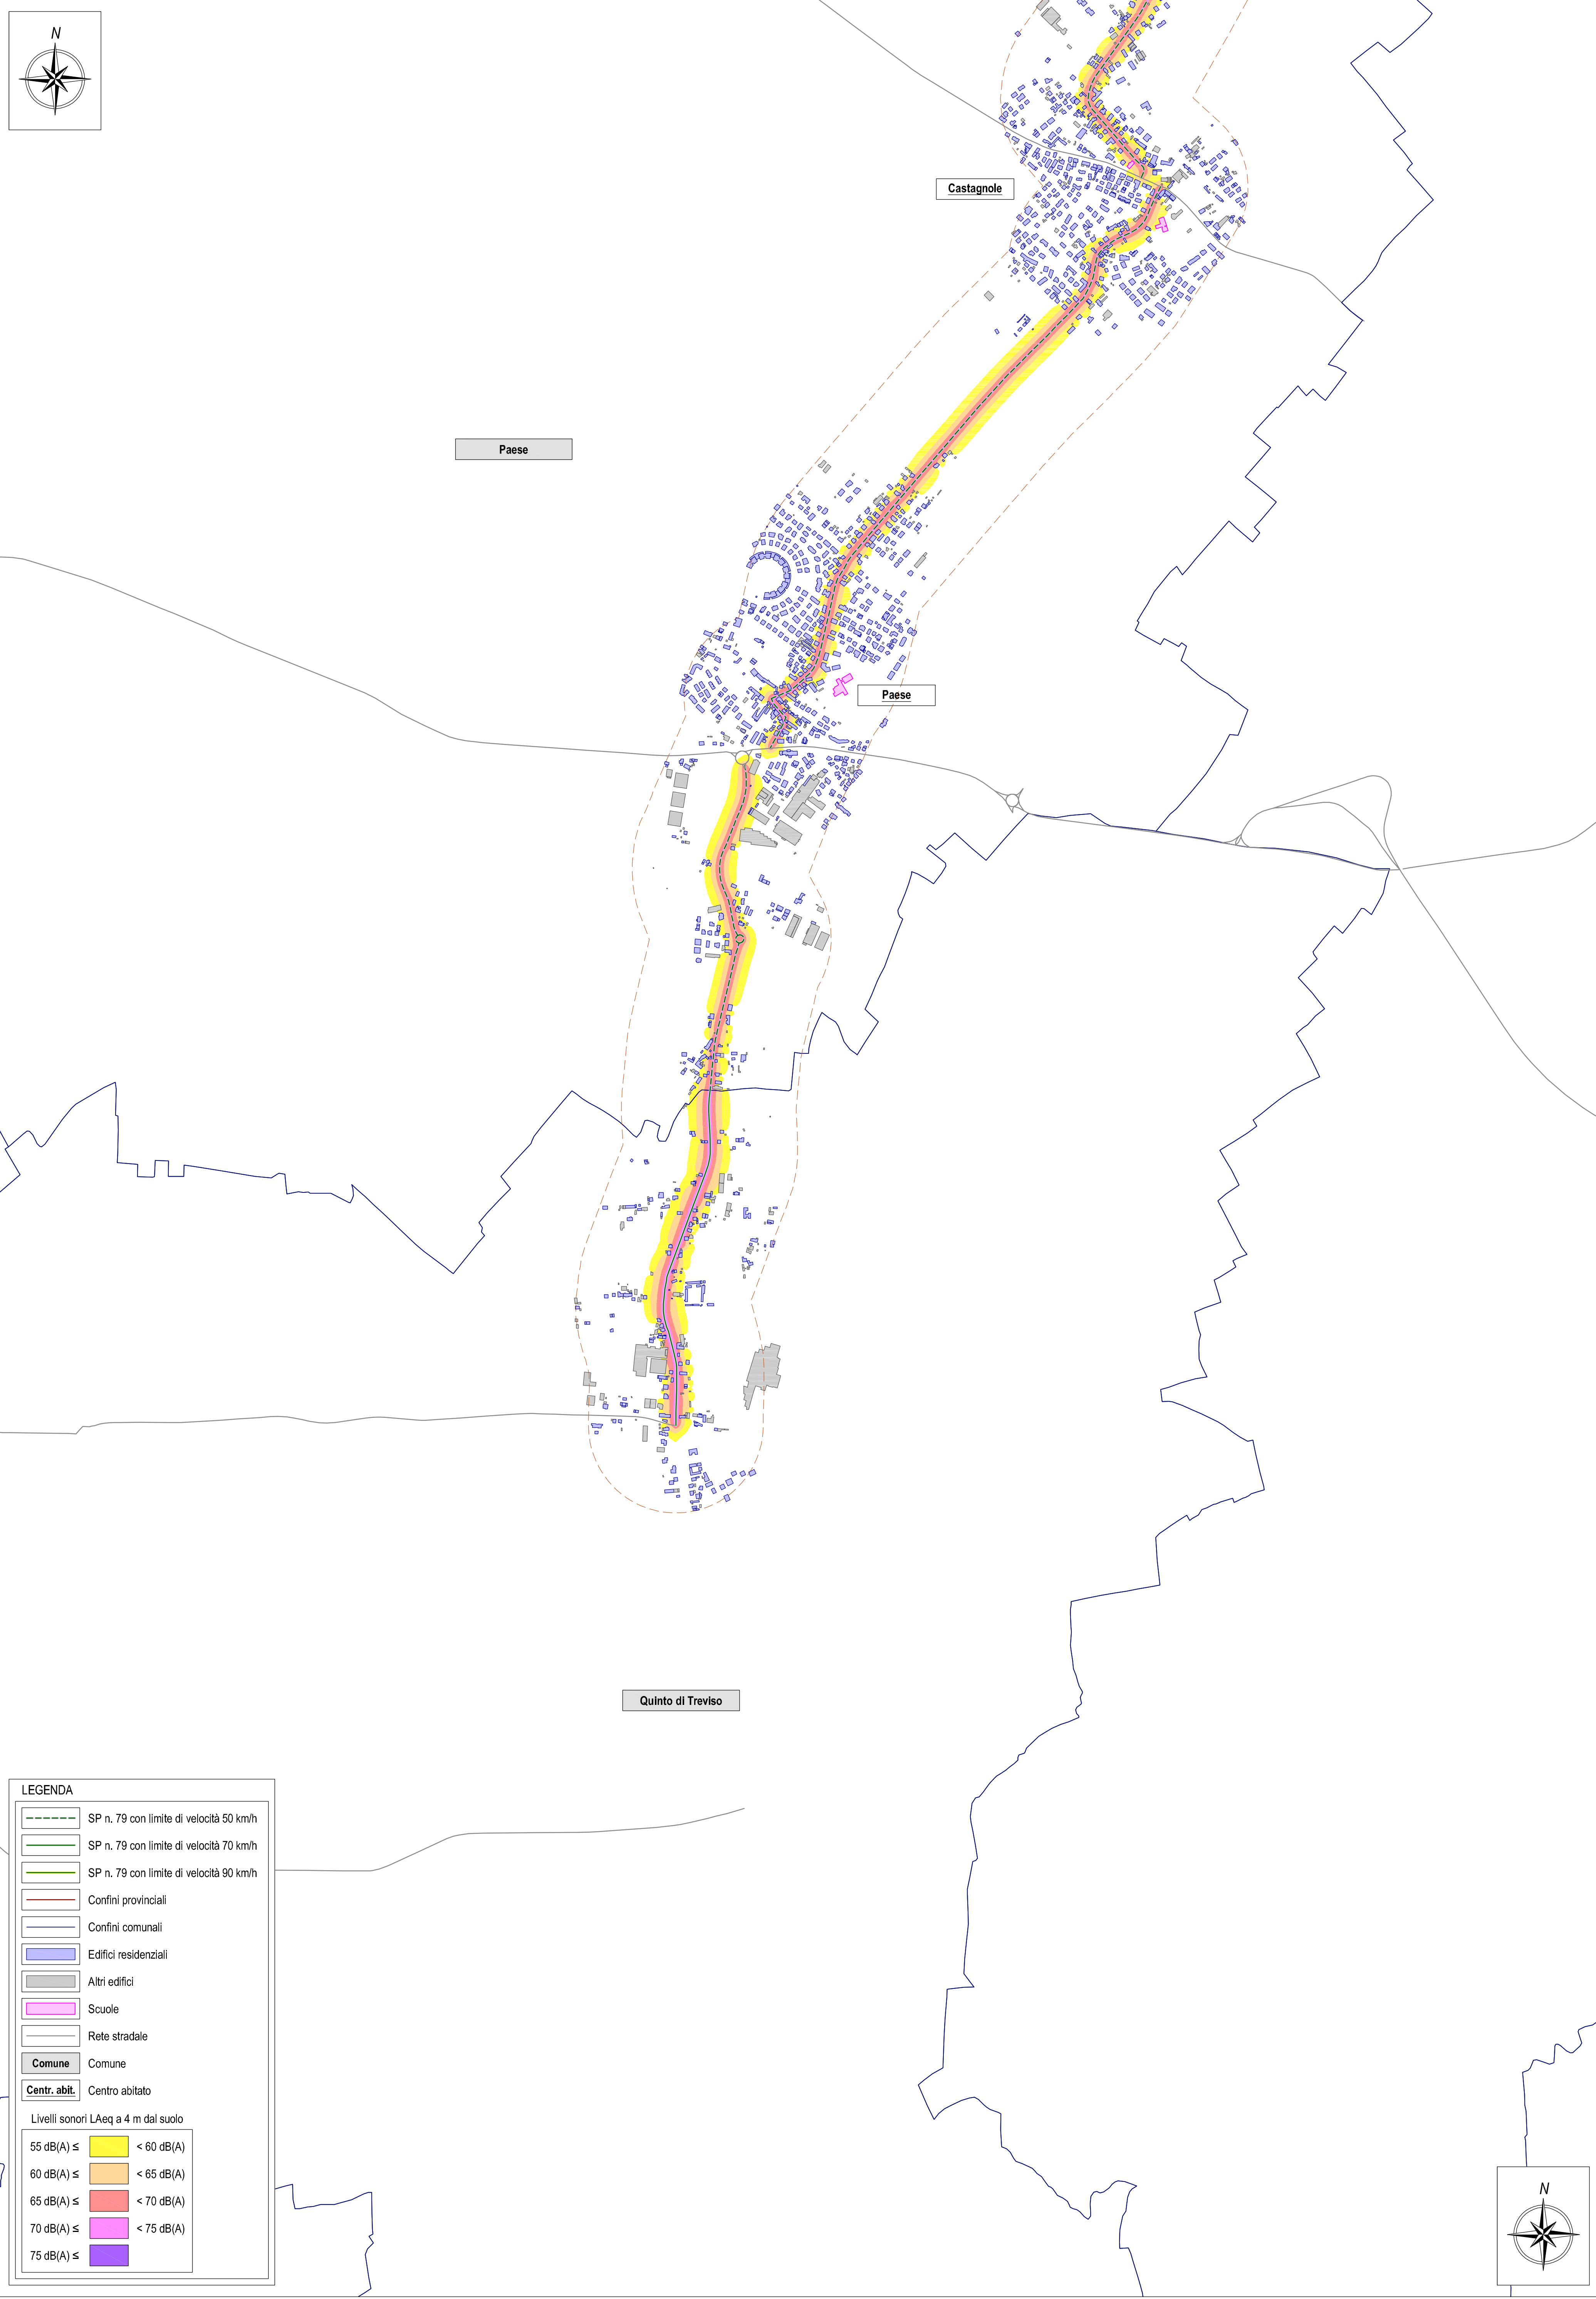 N
Castagnole
Paese
Paese
Quinto di Treviso
LEGENDA
SP n. 79 con limite di velocità 50 km/h
SP n. 79 con limite di velocità 70 km/h
SP n. 79 con limite di velocità 90 km/h
Confini provinciali
Confini comunali
Edifici residenziali
Altri edifici
Scuole
Rete stradale
Comune Comune
Centr. abit. Centro abitato
Livelli sonori LAeq a 4 m dal suolo
55 dB(A) ≤ < 60 dB(A)
60 dB(A) ≤ < 65 dB(A)
65 dB(A) ≤ < 70 dB(A)
70 dB(A) ≤ < 75 dB(A)
75 dB(A) ≤
N